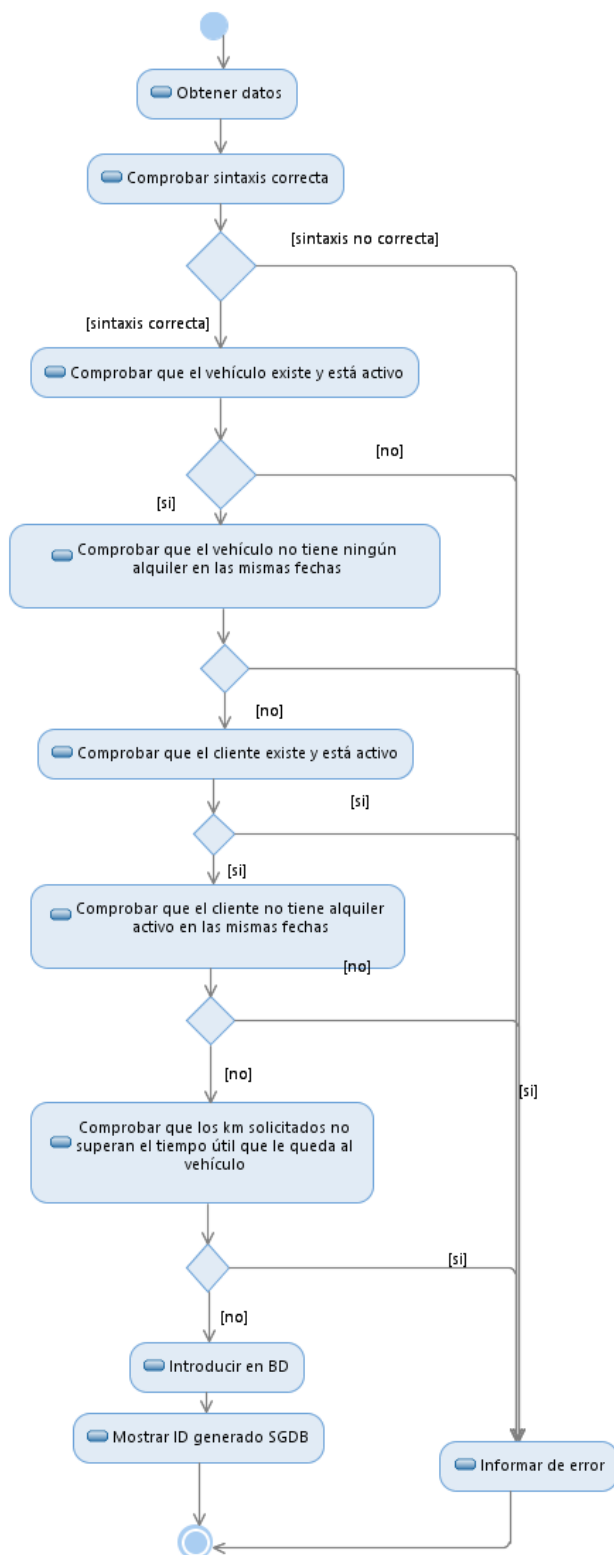 Obtener datos
Comprobar sintaxis correcta
[sintaxis no correcta]
[sintaxis correcta]
Comprobar que el vehículo existe y está activo
[no]
[si]
Comprobar que el vehículo no tiene ningún
alquiler en las mismas fechas
[no]
Comprobar que el cliente existe y está activo
[si]
[si]
Comprobar que el cliente no tiene alquiler
activo en las mismas fechas
[no]
[no]
[si]
Comprobar que los km solicitados no
superan el tiempo útil que le queda al
vehículo
[si]
[no]
Introducir en BD
Mostrar ID generado SGDB
Informar de error